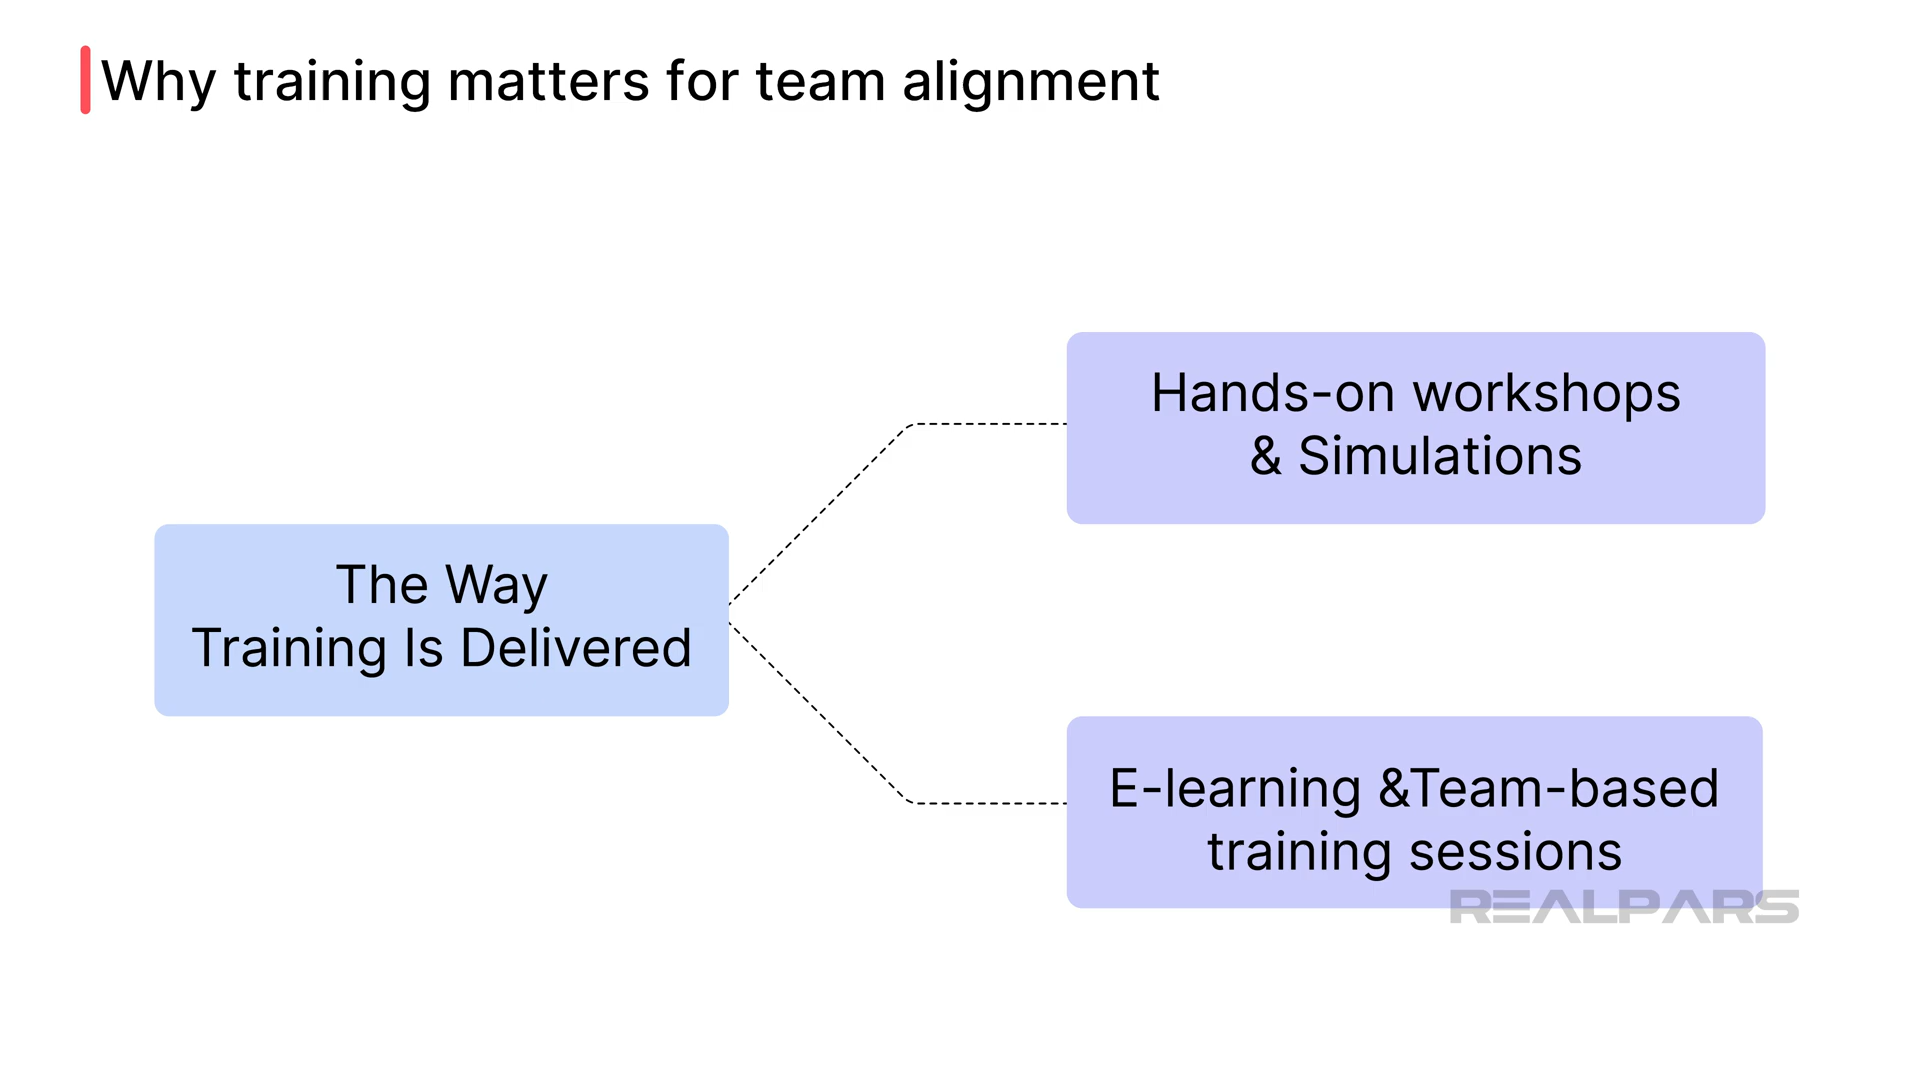 Why training matters for team alignment
Hands-on workshops
& Simulations
The Way
Training Is Delivered
E-learning &Team-based
training sessions
REALPARS